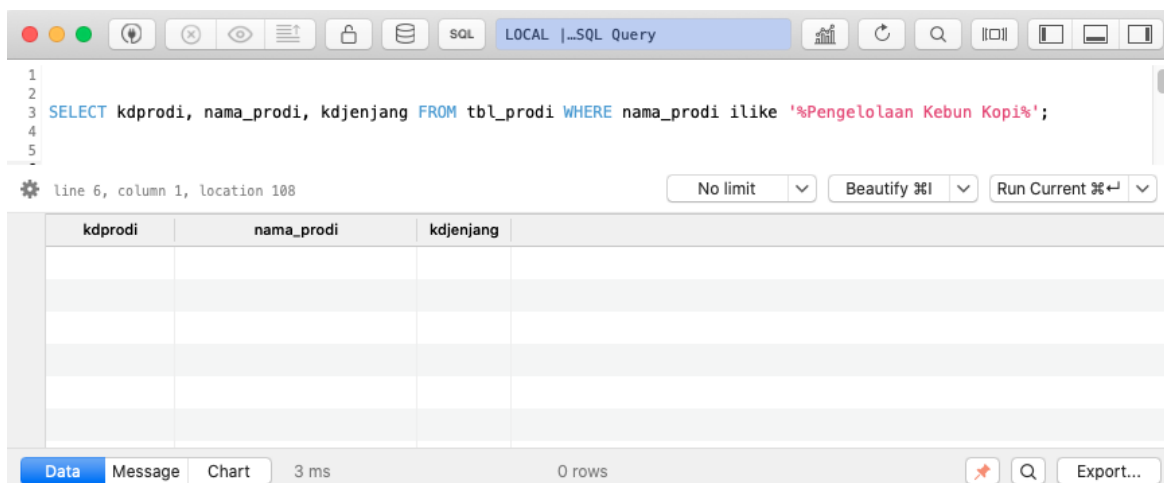 SQL LOCAL |…SQL Query
1
2
3 SELECT kdprodi, nama_prodi, kdjenjang FROM tbl_prodi WHERE nama_prodi ilike '%Pengelolaan Kebun Kopi%';
4
5
line 6, column 1, location 108 No limit Beautify ⌘I Run Current ⌘↵
kdprodi nama_prodi kdjenjang
Data Message Chart 3 ms 0 rows Export...